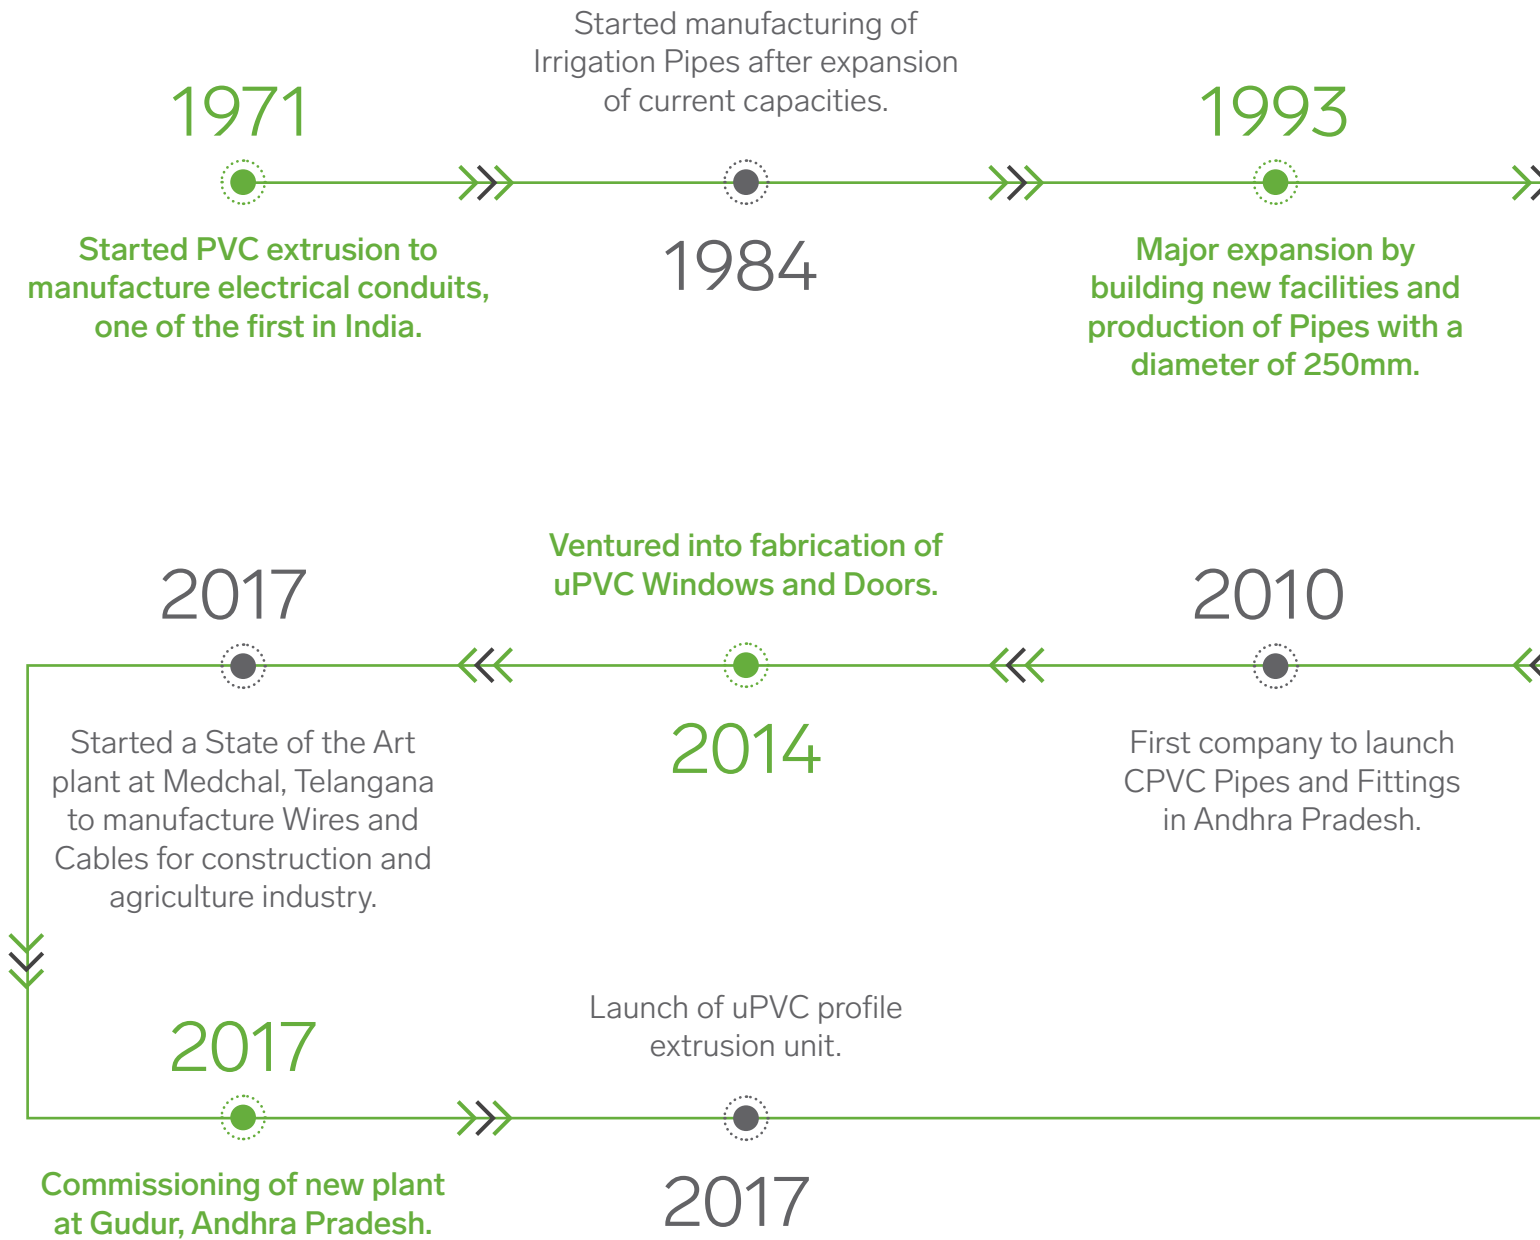 1971
Started PVC extrusion to
manufacture electrical conduits,
one of the first in India.
Started manufacturing of
Irrigation Pipes after expansion
of current capacities.
1984
1993
Major expansion by
building new facilities and
production of Pipes with a
diameter of 250mm.
2010
First company to launch
CPVC Pipes and Fittings
in Andhra Pradesh.
Ventured into fabrication of
uPVC Windows and Doors.
2014
2017
Started a State of the Art
plant at Medchal, Telangana
to manufacture Wires and
Cables for construction and
agriculture industry.
2017
Commissioning of new plant
at Gudur, Andhra Pradesh.
Launch of uPVC profile
extrusion unit.
2017